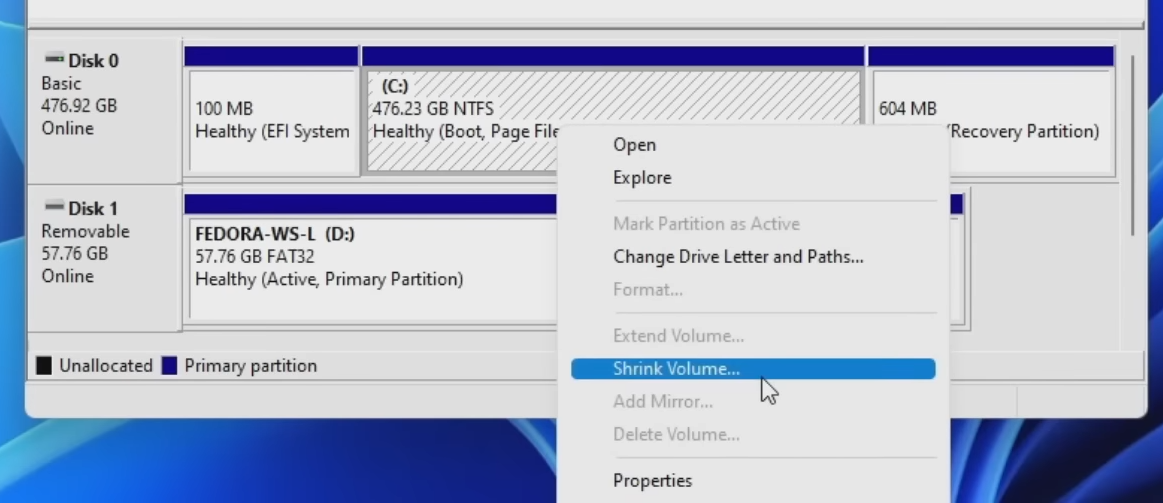 Disk 0
Basic
476.92 GB
Online
100 MB
Healthy (EFI System
(C:)
476.23 GB NTFS
Healthy (Boot, Page File
604 MB
(Recovery Partition)
Disk 1
Removable
57.76 GB
Online
FEDORA-WS-L (D:)
57.76 GB FAT32
Healthy (Active, Primary Partition)
Unallocated
Primary partition
Open
Explore
Mark Partition as Active
Change Drive Letter and Paths...
Format...
Extend Volume...
Shrink Volume...
Add Mirror...
Delete Volume...
Properties